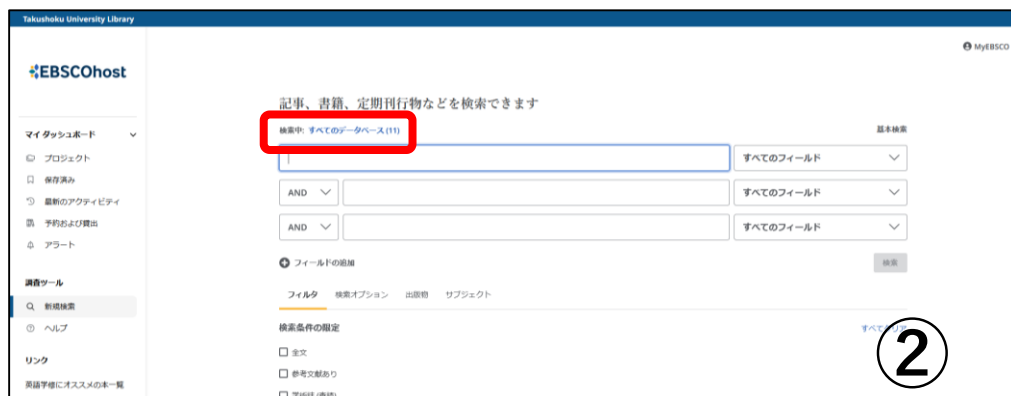 Takushoku University Library
MyEBSCO
EBSCOhost
記事、書籍、定期刊行物などを検索できます
検索中: すべてのデータベース (11)
基本検索
マイ ダッシュボード
プロジェクト
保存済み
最新のアクティビティ
予約および貸出
アラート
すべてのフィールド
AND
すべてのフィールド
AND
すべてのフィールド
フィールドの追加
検索
調査ツール
新規検索
ヘルプ
リンク
英語学修にオススメの本一覧
フィルタ 検索オプション 出版物 サブジェクト
検索条件の限定
すべてクリア
全文
参考文献あり
②